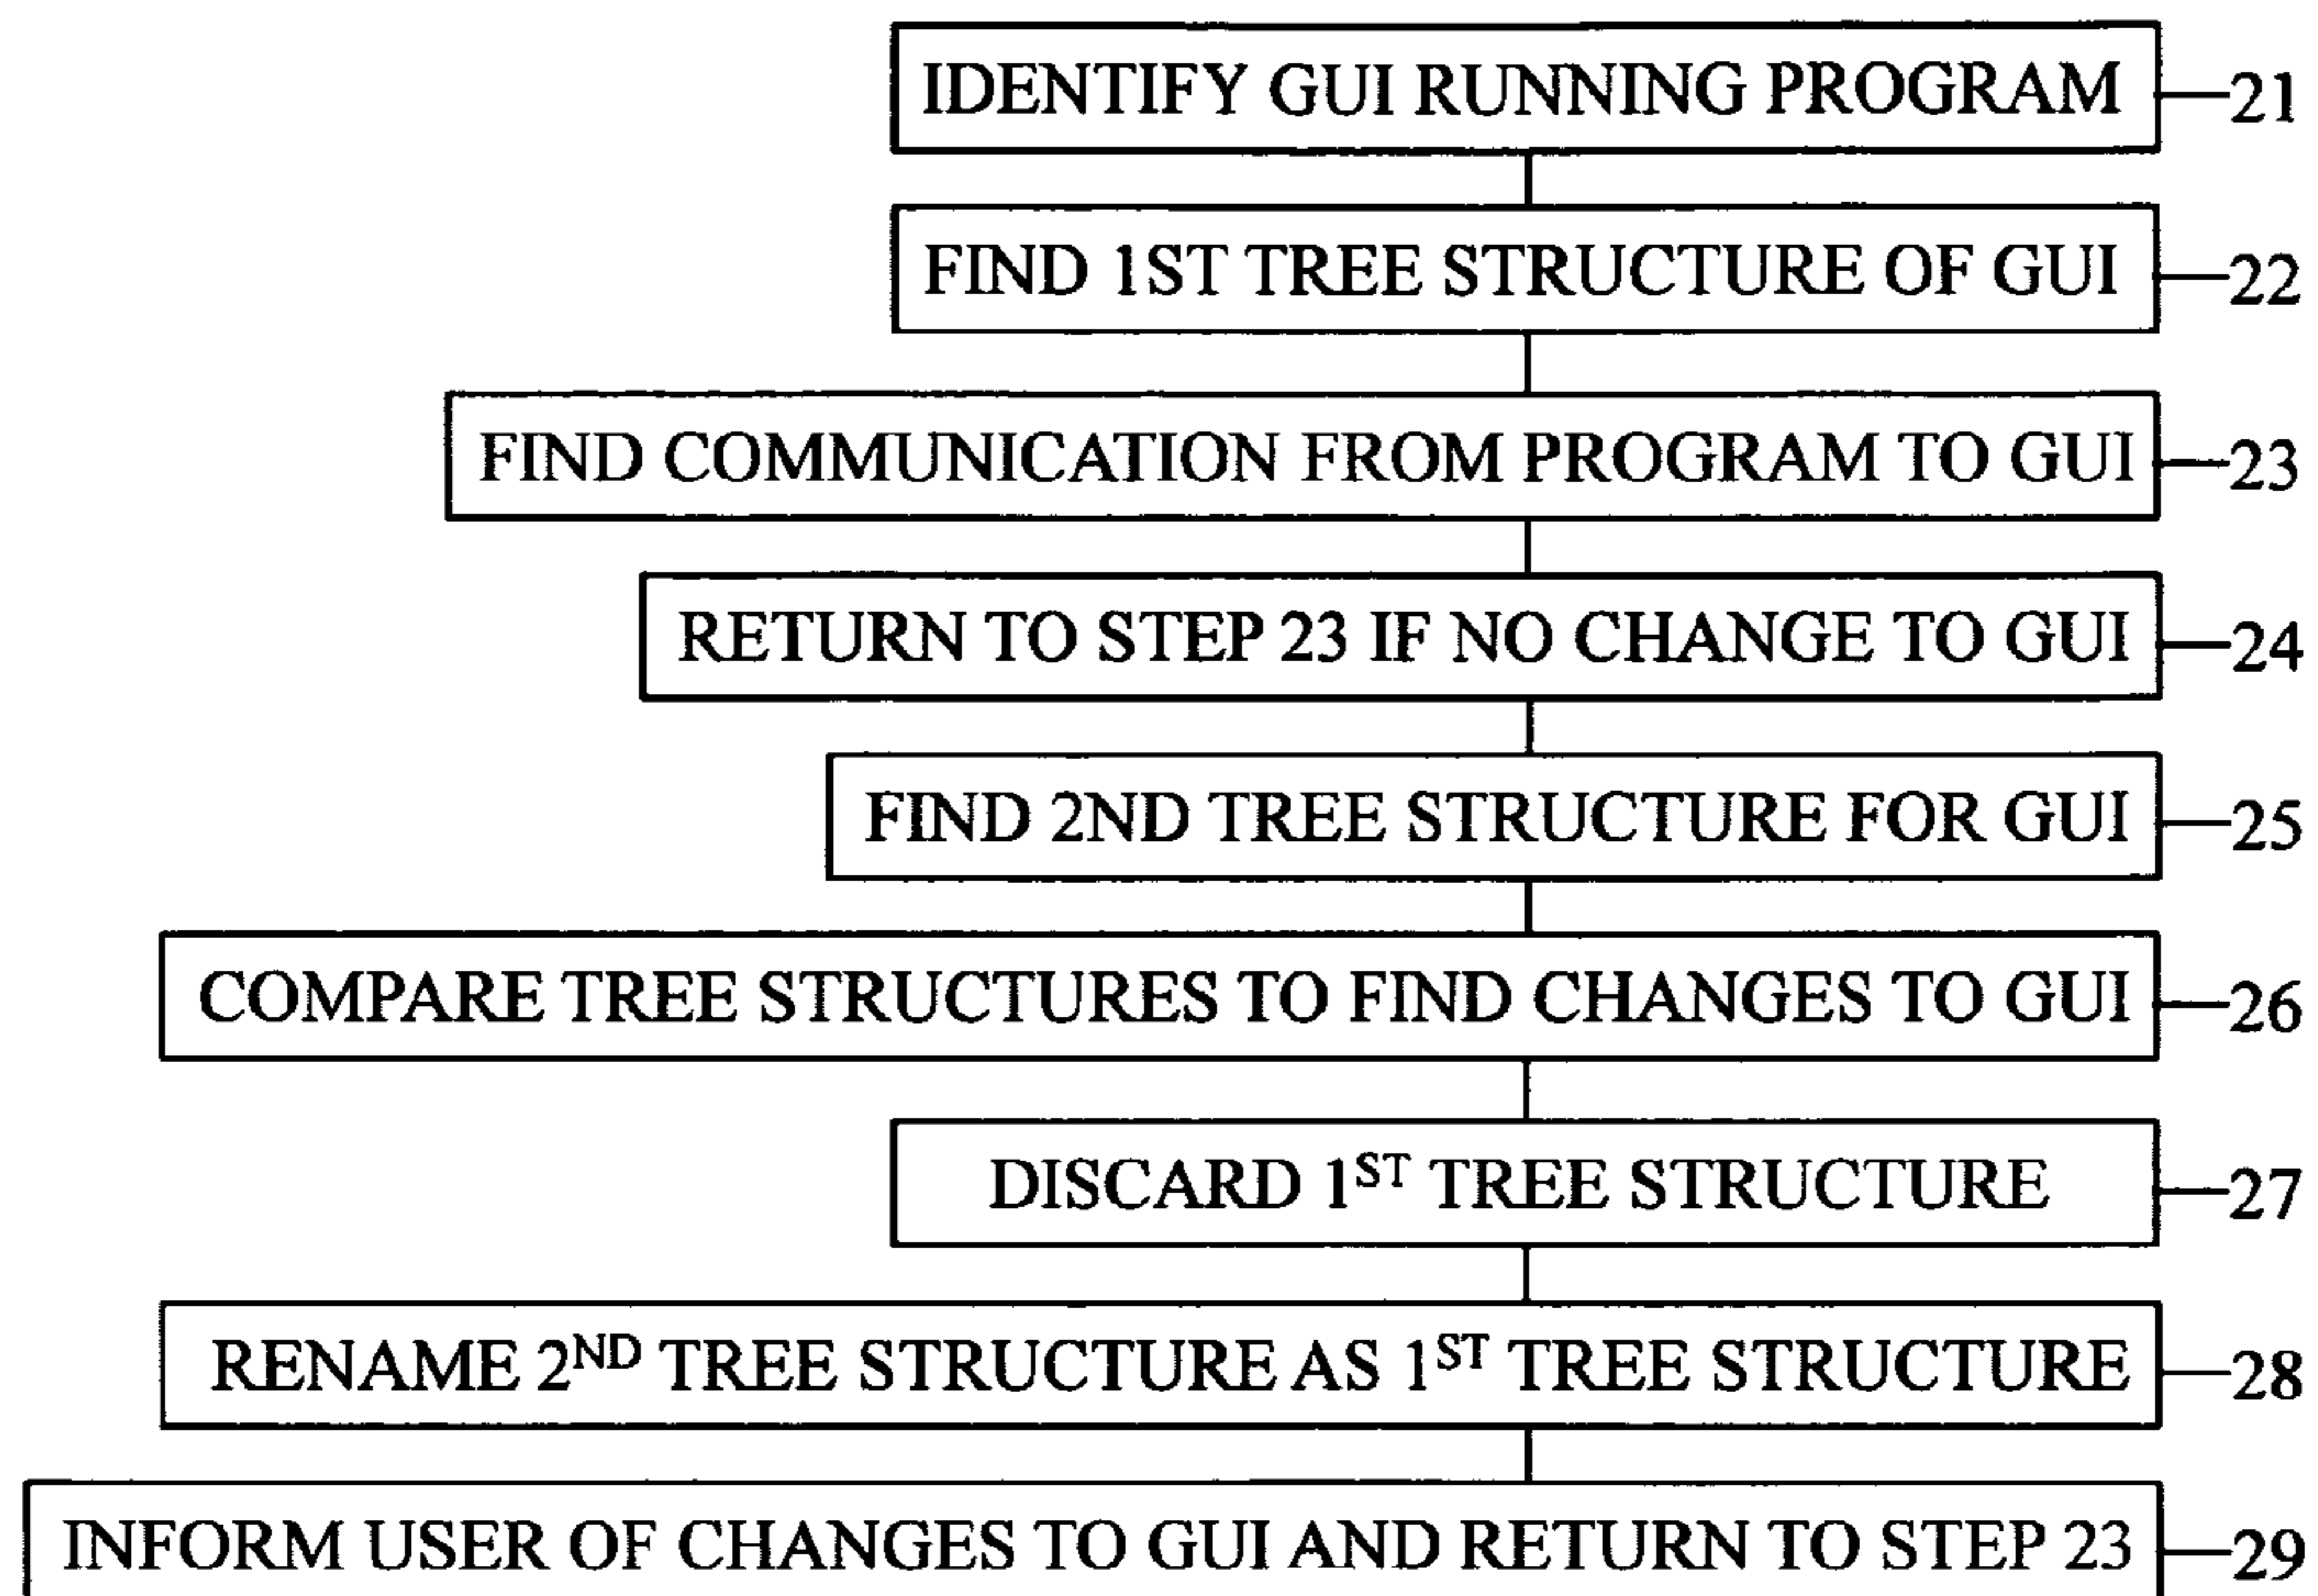 IDENTIFY GUI RUNNING PROGRAM 21
FIND 1ST TREE STRUCTURE OF GUI 22
FIND COMMUNICATION FROM PROGRAM TO GUI 23
RETURN TO STEP 23 IF NO CHANGE TO GUI 24
FIND 2ND TREE STRUCTURE FOR GUI 25
COMPARE TREE STRUCTURES TO FIND CHANGES TO GUI 26
DISCARD 1ST TREE STRUCTURE 27
RENAME 2ND TREE STRUCTURE AS 1ST TREE STRUCTURE 28
INFORM USER OF CHANGES TO GUI AND RETURN TO STEP 23 29